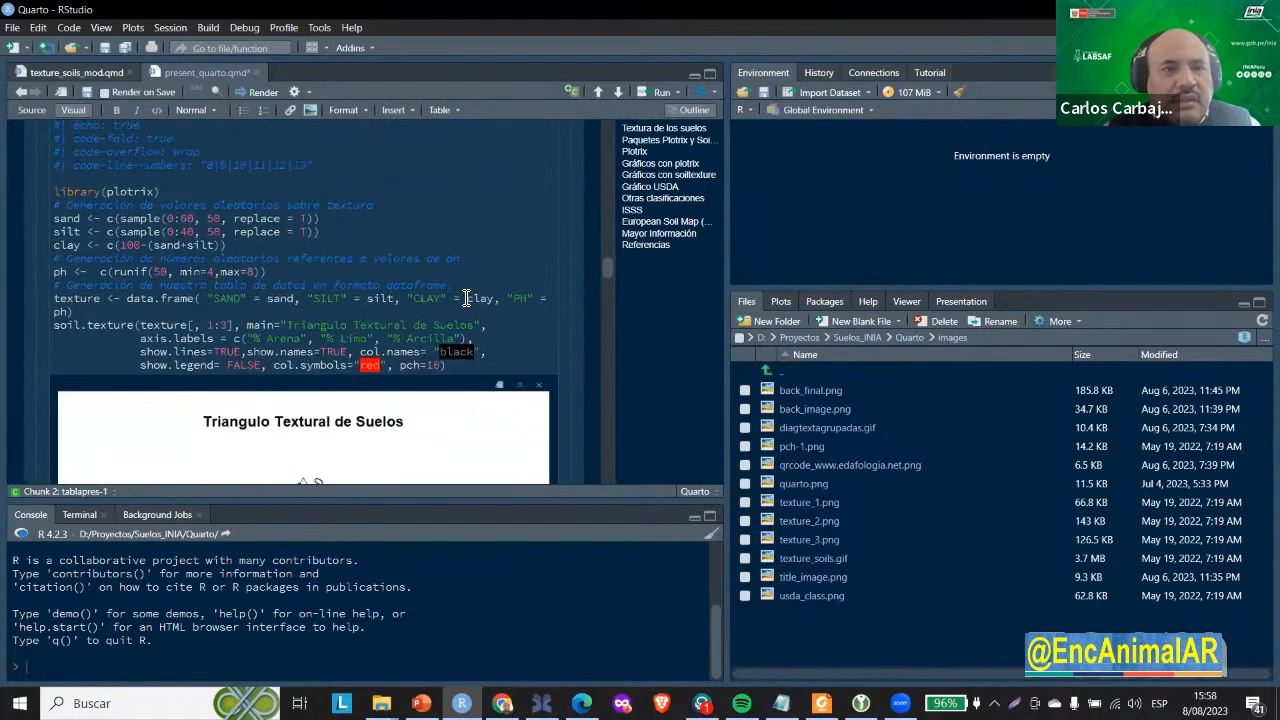 Quarto - RStudio
File Edit Code View Plots Session Build Debug Profile Tools Help
Go to file/function Addins
texture_soils_mod.qmd present_quarto.qmd*
Render on Save Render Run
Source Visual B I Normal Format Insert Table Outline
#| echo: true
#| code-fold: true
#| code-overflow: wrap
#| code-line-numbers: "8|9|10|11|12|13"
library(plotrix)
# Generación de valores aleatorios sobre textura
sand <- c(sample(0:60, 50, replace = T))
silt <- c(sample(0:40, 50, replace = T))
clay <- c(100-(sand+silt))
# Generación de números aleatorios referentes a valores de pH
ph <- c(runif(50, min=4,max=8))
# Generación de nuestra tabla de datos en formato dataframe.
texture <- data.frame( "SAND" = sand, "SILT" = silt, "CLAY" = clay, "PH" =
ph)
soil.texture(texture[, 1:3], main="Triangulo Textural de Suelos",
axis.labels = c("% Arena", "% Limo", "% Arcilla"),
show.lines=TRUE,show.names=TRUE, col.names= "black",
show.legend= FALSE, col.symbols="red", pch=16)
Triangulo Textural de Suelos
Chunk 2: tablapres-1 Quarto
Textura de los suelos
Paquetes Plotrix y Soi...
Plotrix
Gráficos con plotrix
Gráficos con soiltexture
Gráfico USDA
Otras clasificaciones
ISSS
European Soil Map (...
Mayor Información
Referencias
Console Terminal Background Jobs
R 4.2.3 · D:/Proyectos/Suelos_INIA/Quarto/
R is a collaborative project with many contributors.
Type 'contributors()' for more information and
'citation()' on how to cite R or R packages in publications.
Type 'demo()' for some demos, 'help()' for on-line help, or
'help.start()' for an HTML browser interface to help.
Type 'q()' to quit R.
>
Environment History Connections Tutorial
Import Dataset 107 MiB
R Global Environment
Environment is empty
Files Plots Packages Help Viewer Presentation
New Folder New Blank File Delete Rename More
D: Proyectos Suelos_INIA Quarto images
Name Size Modified
..
back_final.png 185.8 KB Aug 6, 2023, 11:45 PM
back_image.png 34.7 KB Aug 6, 2023, 11:39 PM
diagtextagrupadas.gif 10.4 KB Aug 6, 2023, 7:34 PM
pch-1.png 14.2 KB May 19, 2022, 7:19 AM
qrcode_www.edafologia.net.png 6.5 KB Aug 6, 2023, 7:39 PM
quarto.png 11.5 KB Jul 4, 2023, 5:33 PM
texture_1.png 66.8 KB May 19, 2022, 7:19 AM
texture_2.png 143 KB May 19, 2022, 7:19 AM
texture_3.png 126.5 KB May 19, 2022, 7:19 AM
texture_soils.gif 3.7 MB May 19, 2022, 7:19 AM
title_image.png 9.3 KB Aug 6, 2023, 11:35 PM
usda_class.png 62.8 KB May 19, 2022, 7:19 AM
inia
www.gob.pe/inia
LABSAF
INIAPeru
Carlos Carbaj...
@EncAnimalAR
Buscar
96%
ESP
15:58
8/08/2023
41